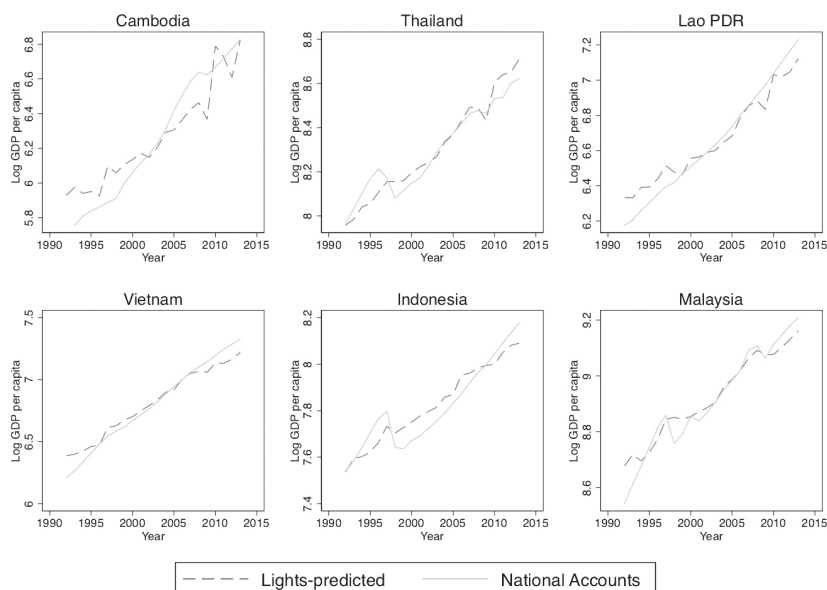 Cambodia
Log GDP per capita
5.8 6 6.2 6.4 6.6 6.8
1990 1995 2000 2005 2010 2015
Year
Thailand
Log GDP per capita
8 8.2 8.4 8.6 8.8
1990 1995 2000 2005 2010 2015
Year
Lao PDR
Log GDP per capita
6.2 6.4 6.6 6.8 7 7.2
1990 1995 2000 2005 2010 2015
Year
Vietnam
Log GDP per capita
6 6.5 7 7.5
1990 1995 2000 2005 2010 2015
Year
Indonesia
Log GDP per capita
7.4 7.6 7.8 8 8.2
1990 1995 2000 2005 2010 2015
Year
Malaysia
Log GDP per capita
8.6 8.8 9 9.2
1990 1995 2000 2005 2010 2015
Year
Lights-predicted National Accounts